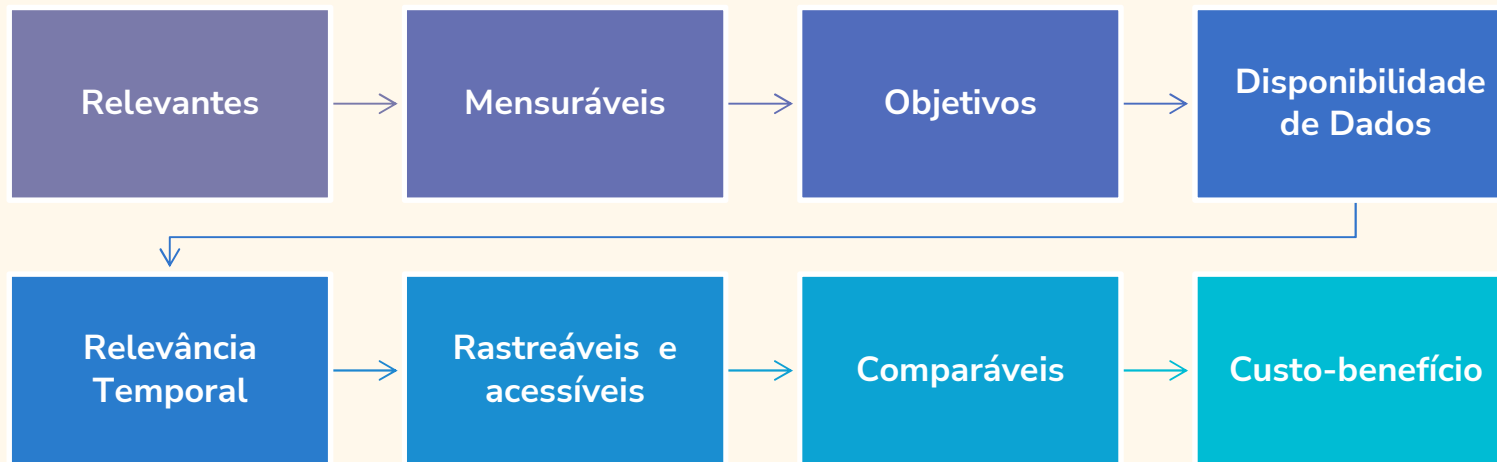 Relevantes
Mensuráveis
Objetivos
Disponibilidade
de Dados
Relevância
Temporal
Rastreáveis e
acessíveis
Comparáveis
Custo-benefício